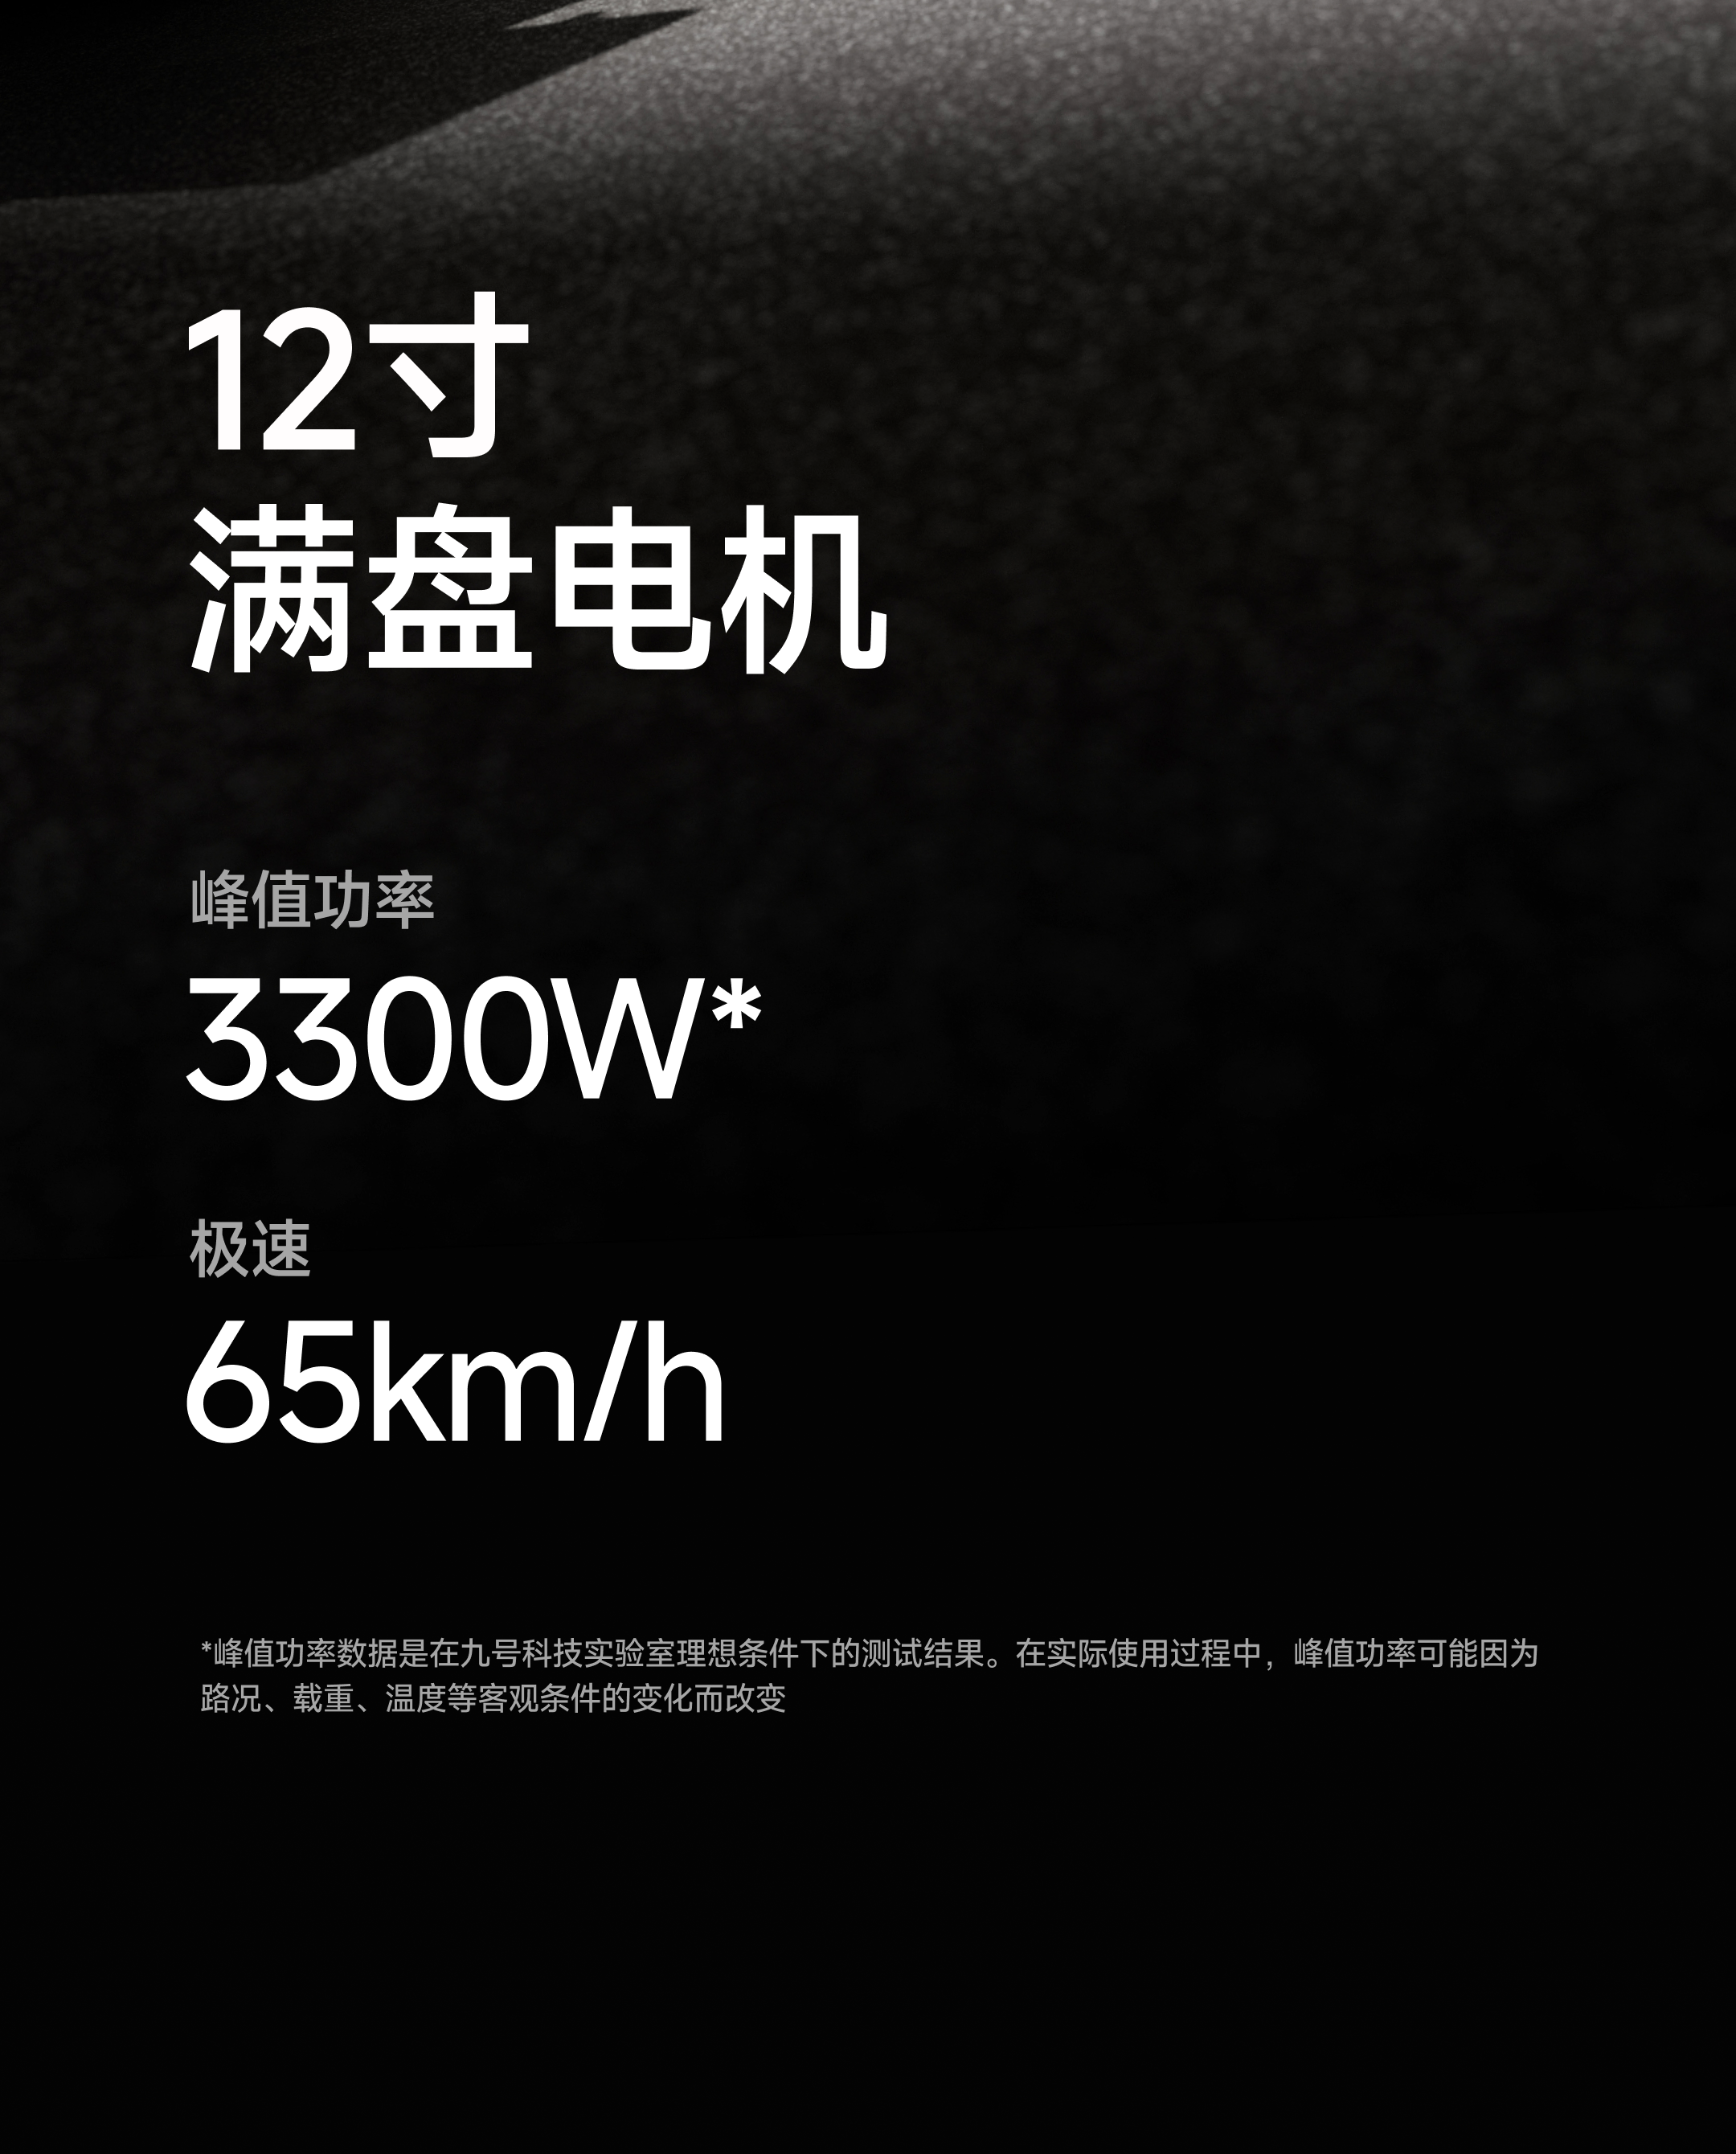 12寸
满盘电机
峰值功率
3300W*
极速
65km/h
*峰值功率数据是在九号科技实验室理想条件下的测试结果。在实际使用过程中，峰值功率可能因为
路况、载重、温度等客观条件的变化而改变